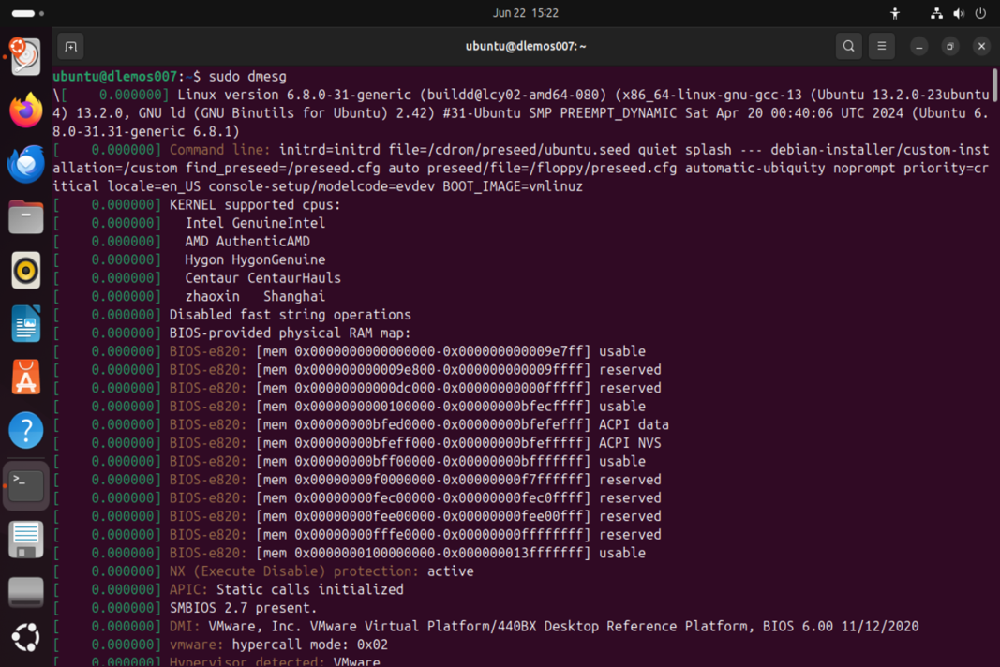 Jun 22 15:22
ubuntu@dlemos007: ~
ubuntu@dlemos007:~$ sudo dmesg
\[    0.000000] Linux version 6.8.0-31-generic (buildd@lcy02-amd64-080) (x86_64-linux-gnu-gcc-13 (Ubuntu 13.2.0-23ubuntu
4) 13.2.0, GNU ld (GNU Binutils for Ubuntu) 2.42) #31-Ubuntu SMP PREEMPT_DYNAMIC Sat Apr 20 00:40:06 UTC 2024 (Ubuntu 6.
8.0-31.31-generic 6.8.1)
[    0.000000] Command line: initrd=initrd file=/cdrom/preseed/ubuntu.seed quiet splash --- debian-installer/custom-inst
allation=/custom find_preseed=/preseed.cfg auto preseed/file=/floppy/preseed.cfg automatic-ubiquity noprompt priority=cr
itical locale=en_US console-setup/modelcode=evdev BOOT_IMAGE=vmlinuz
[    0.000000] KERNEL supported cpus:
[    0.000000]   Intel GenuineIntel
[    0.000000]   AMD AuthenticAMD
[    0.000000]   Hygon HygonGenuine
[    0.000000]   Centaur CentaurHauls
[    0.000000]   zhaoxin   Shanghai
[    0.000000] Disabled fast string operations
[    0.000000] BIOS-provided physical RAM map:
[    0.000000] BIOS-e820: [mem 0x0000000000000000-0x000000000009e7ff] usable
[    0.000000] BIOS-e820: [mem 0x000000000009e800-0x000000000009ffff] reserved
[    0.000000] BIOS-e820: [mem 0x00000000000dc000-0x00000000000fffff] reserved
[    0.000000] BIOS-e820: [mem 0x0000000000100000-0x00000000bfecffff] usable
[    0.000000] BIOS-e820: [mem 0x00000000bfed0000-0x00000000bfefefff] ACPI data
[    0.000000] BIOS-e820: [mem 0x00000000bfeff000-0x00000000bfefffff] ACPI NVS
[    0.000000] BIOS-e820: [mem 0x00000000bff00000-0x00000000bfffffff] usable
[    0.000000] BIOS-e820: [mem 0x00000000f0000000-0x00000000f7ffffff] reserved
[    0.000000] BIOS-e820: [mem 0x00000000fec00000-0x00000000fec0ffff] reserved
[    0.000000] BIOS-e820: [mem 0x00000000fee00000-0x00000000fee00fff] reserved
[    0.000000] BIOS-e820: [mem 0x00000000fffe0000-0x00000000ffffffff] reserved
[    0.000000] BIOS-e820: [mem 0x0000000100000000-0x000000013fffffff] usable
[    0.000000] NX (Execute Disable) protection: active
[    0.000000] APIC: Static calls initialized
[    0.000000] SMBIOS 2.7 present.
[    0.000000] DMI: VMware, Inc. VMware Virtual Platform/440BX Desktop Reference Platform, BIOS 6.00 11/12/2020
[    0.000000] vmware: hypercall mode: 0x02
[    0.000000] Hypervisor detected: VMware